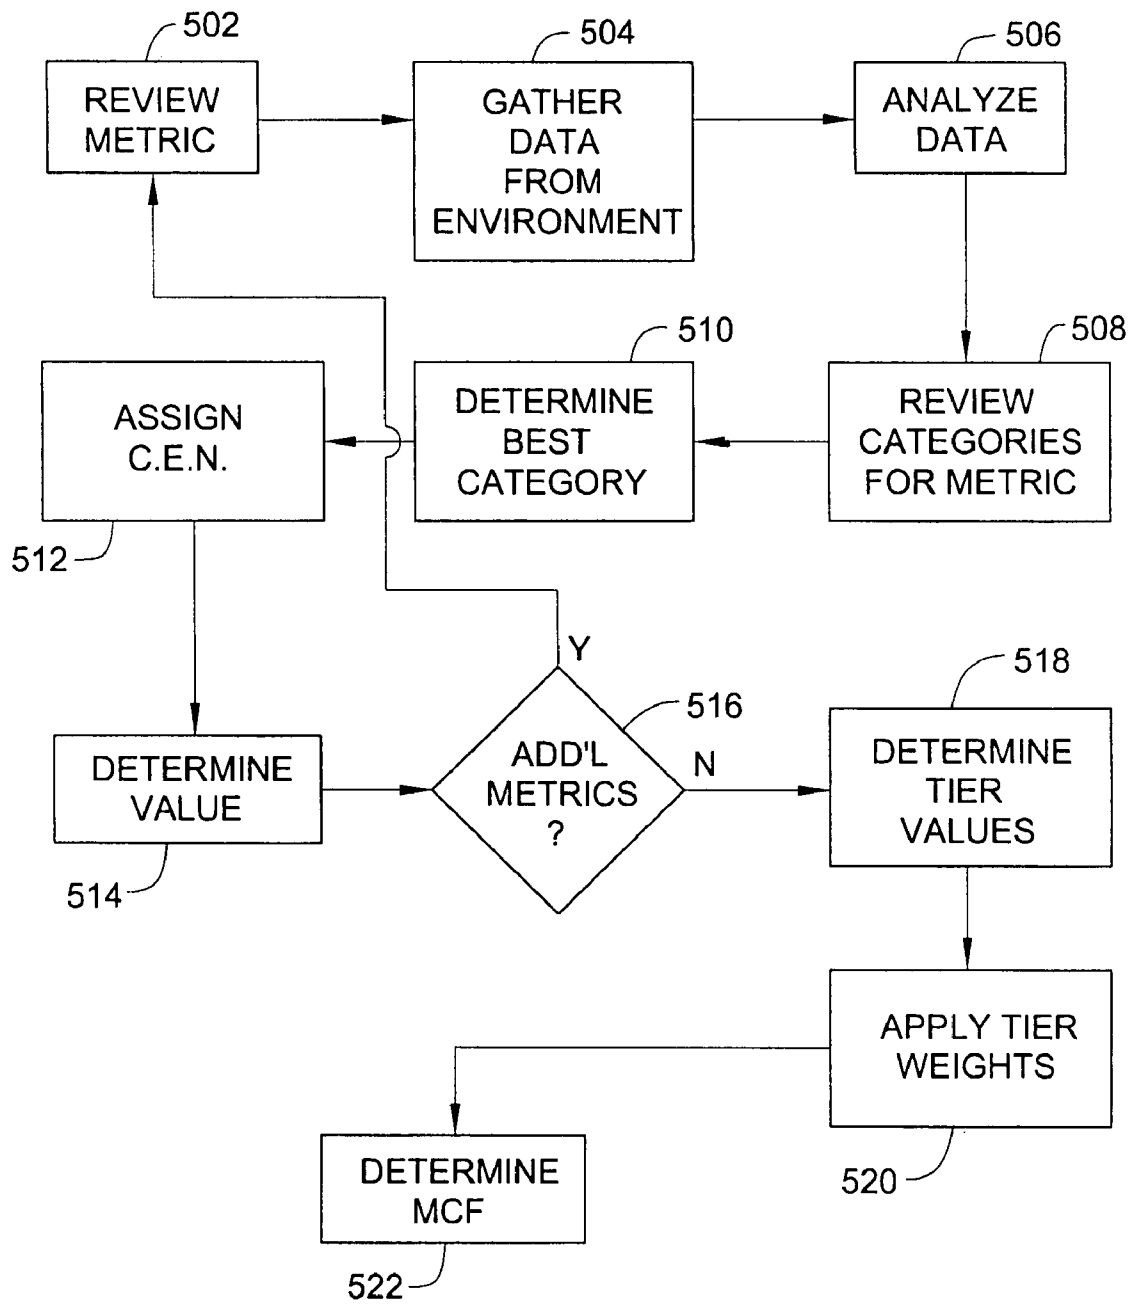 502
REVIEW
METRIC
504
GATHER
DATA
FROM
ENVIRONMENT
506
ANALYZE
DATA
508
REVIEW
CATEGORIES
FOR METRIC
510
DETERMINE
BEST
CATEGORY
ASSIGN
C.E.N.
512
DETERMINE
VALUE
514
Y
516
ADD'L
METRICS
?
N
518
DETERMINE
TIER
VALUES
APPLY TIER
WEIGHTS
520
DETERMINE
MCF
522